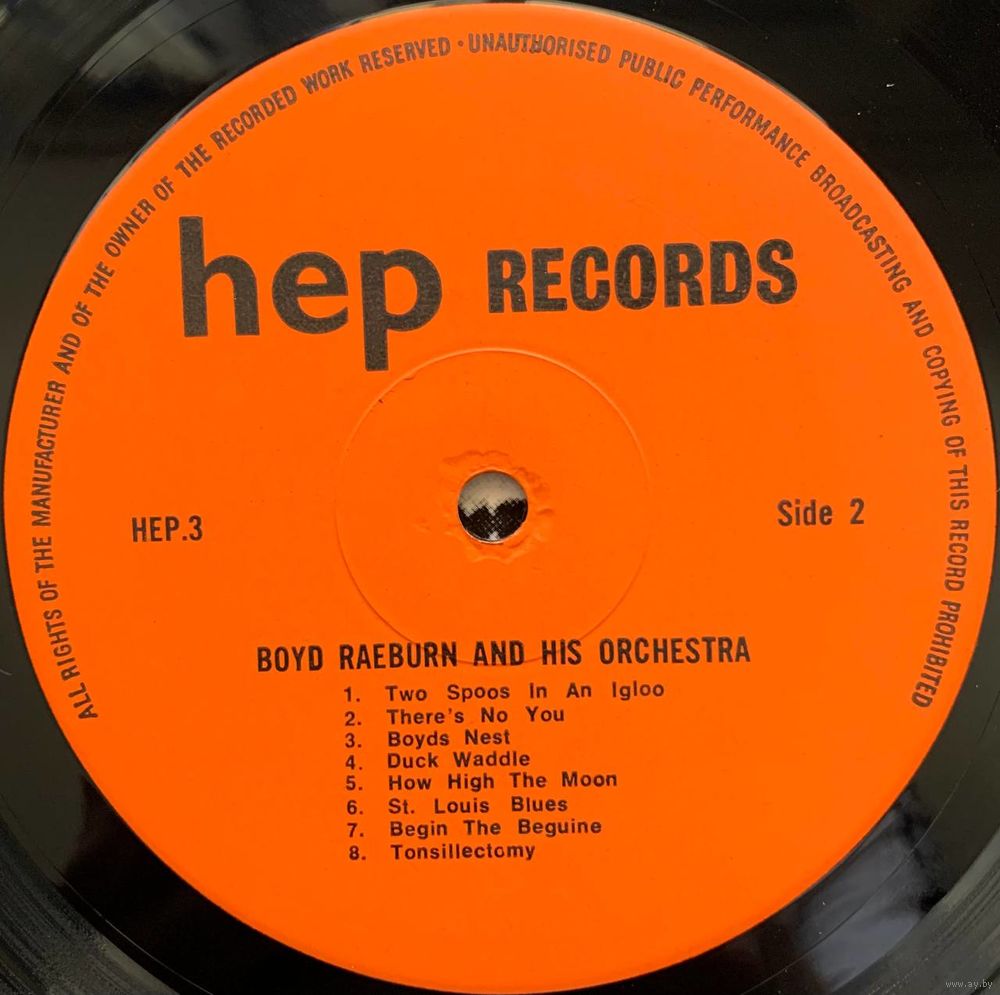 ALL RIGHTS OF THE MANUFACTURER AND OF THE OWNER OF THE RECORDED WORK RESERVED · UNAUTHORISED PUBLIC PERFORMANCE BROADCASTING AND COPYING OF THIS RECORD PROHIBITED
hep RECORDS
HEP.3
Side 2
BOYD RAEBURN AND HIS ORCHESTRA
1. Two Spoos In An Igloo
2. There's No You
3. Boyds Nest
4. Duck Waddle
5. How High The Moon
6. St. Louis Blues
7. Begin The Beguine
8. Tonsillectomy
www.ay.by